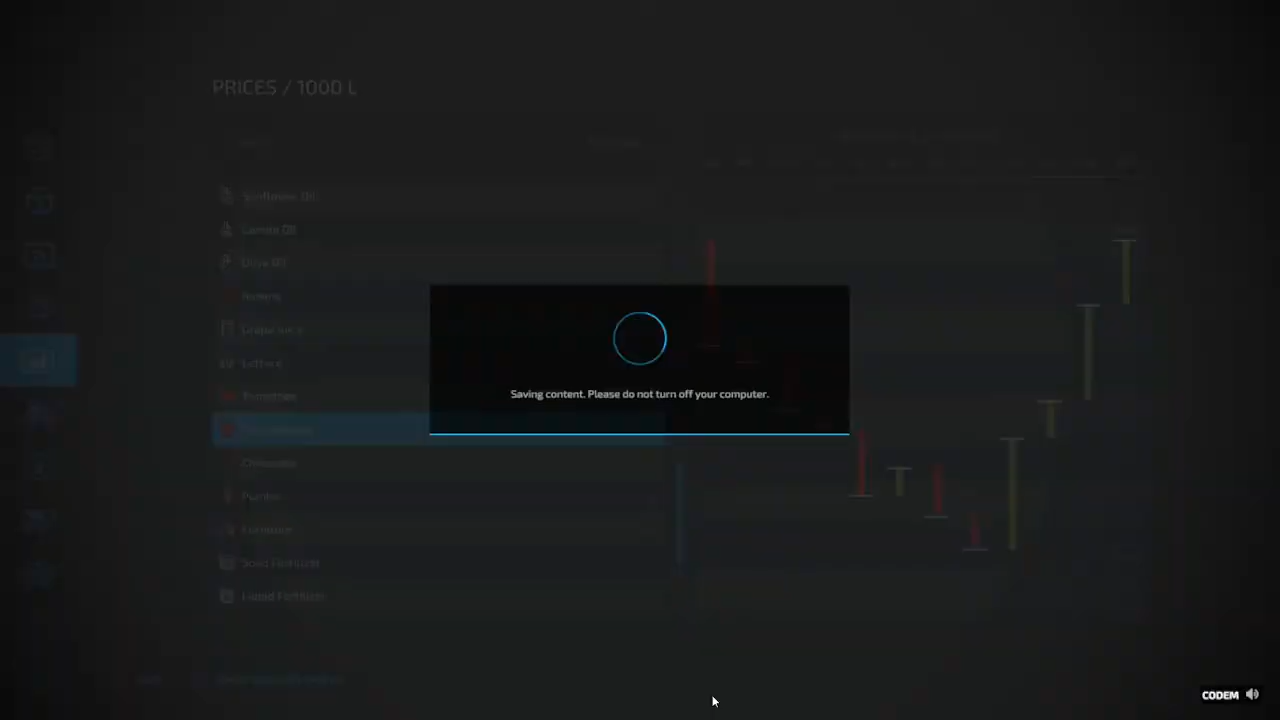 PRICES / 1000 L
Sunflower Oil
Canola Oil
Olive Oil
Raisins
Grape Juice
Lettuce
Tomatoes
Strawberries
Chocolate
Planks
Furniture
Solid Fertilizer
Liquid Fertilizer
Saving content. Please do not turn off your computer.
CODEM